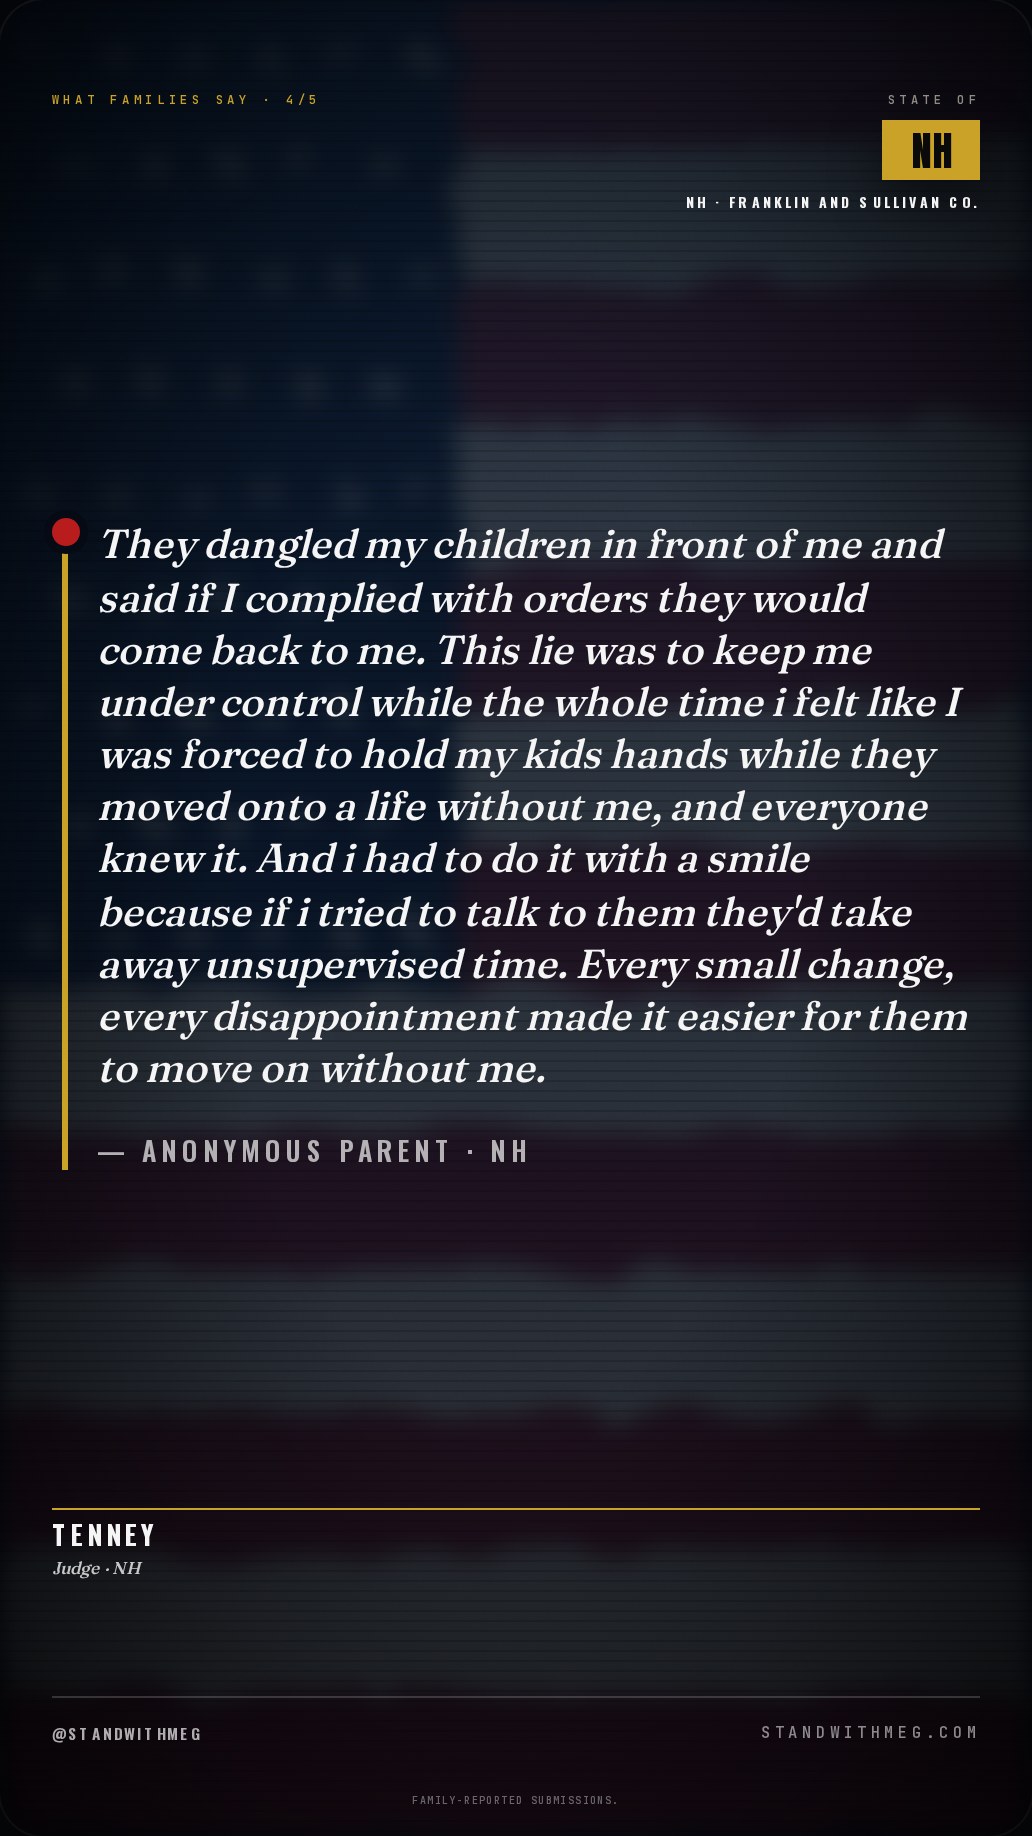 WHAT FAMILIES SAY · 4/5
STATE OF
NH
NH · FRANKLIN AND SULLIVAN CO.
They dangled my children in front of me and
said if I complied with orders they would
come back to me. This lie was to keep me
under control while the whole time i felt like I
was forced to hold my kids hands while they
moved onto a life without me, and everyone
knew it. And i had to do it with a smile
because if i tried to talk to them they'd take
away unsupervised time. Every small change,
every disappointment made it easier for them
to move on without me.
— ANONYMOUS PARENT · NH
TENNEY
Judge · NH
@STANDWITHMEG
STANDWITHMEG.COM
FAMILY-REPORTED SUBMISSIONS.